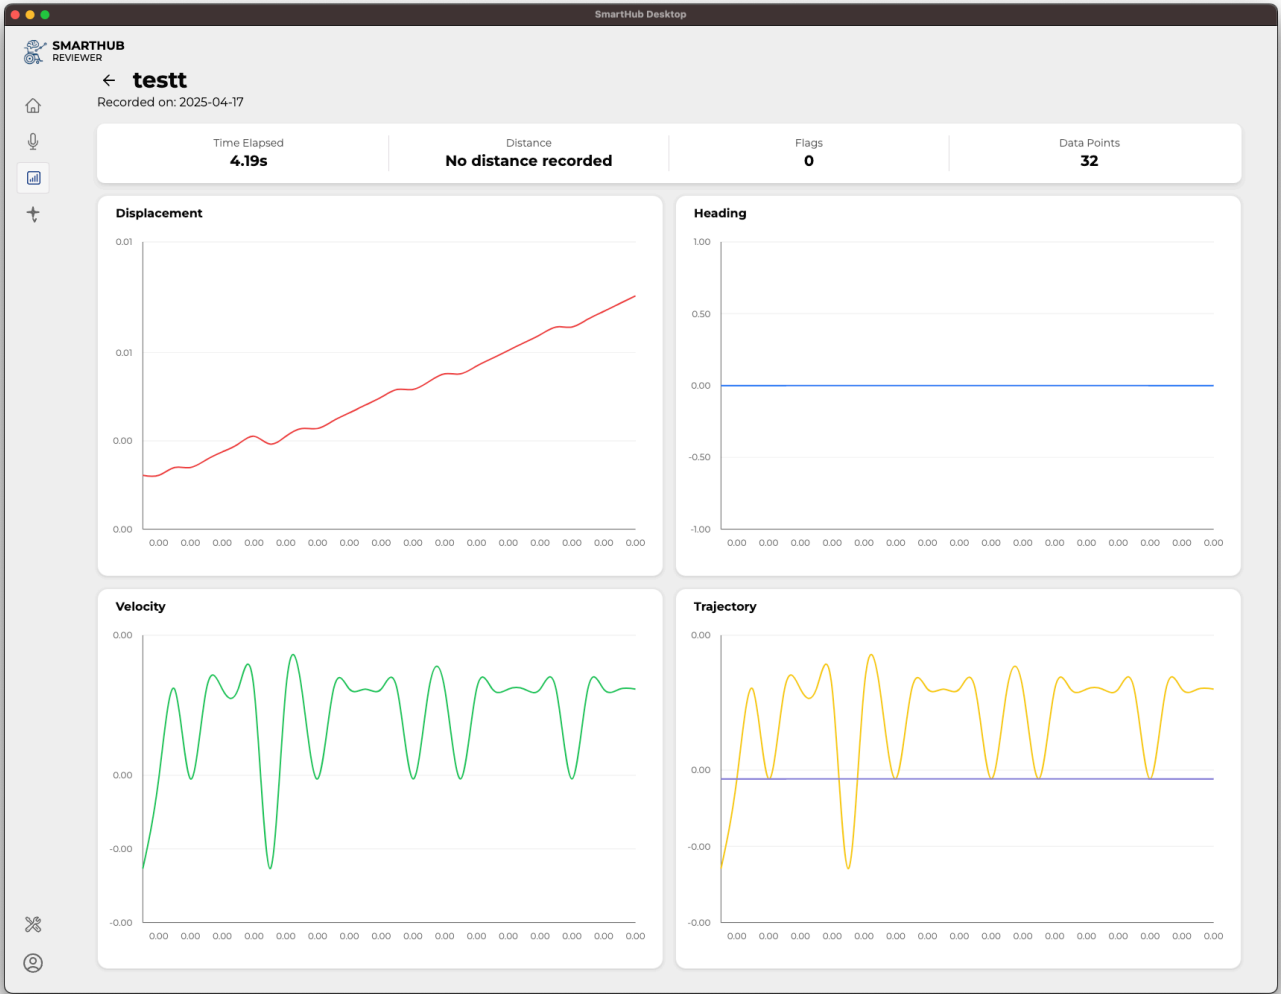 SmartHub Desktop
SMARTHUB
REVIEWER
testt
Recorded on: 2025-04-17
Time Elapsed
4.19s
Distance
No distance recorded
Flags
0
Data Points
32
Displacement
0.01
0.01
0.00
0.00
0.00 0.00 0.00 0.00 0.00 0.00 0.00 0.00 0.00 0.00 0.00 0.00 0.00 0.00 0.00 0.00
Heading
1.00
0.50
0.00
-0.50
-1.00
0.00 0.00 0.00 0.00 0.00 0.00 0.00 0.00 0.00 0.00 0.00 0.00 0.00 0.00 0.00 0.00
Velocity
0.00
0.00
-0.00
-0.00
0.00 0.00 0.00 0.00 0.00 0.00 0.00 0.00 0.00 0.00 0.00 0.00 0.00 0.00 0.00 0.00
Trajectory
0.00
0.00
-0.00
-0.00
0.00 0.00 0.00 0.00 0.00 0.00 0.00 0.00 0.00 0.00 0.00 0.00 0.00 0.00 0.00 0.00